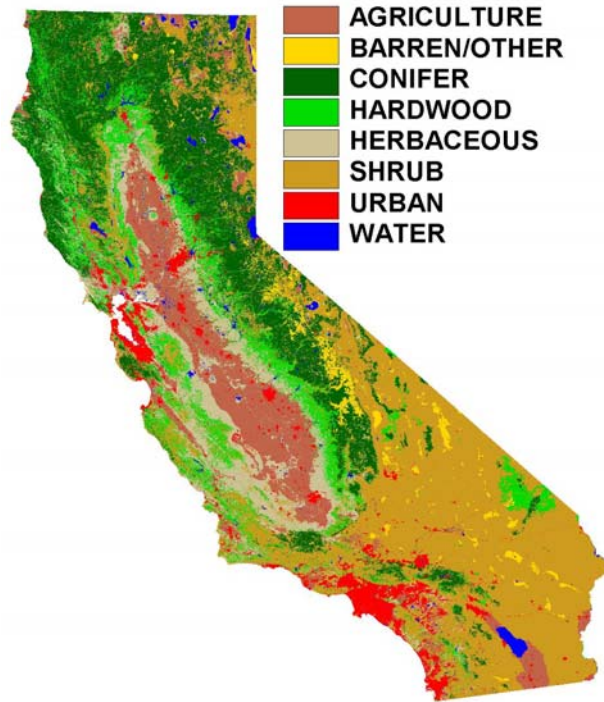 AGRICULTURE
BARREN/OTHER
CONIFER
HARDWOOD
HERBACEOUS
SHRUB
URBAN
WATER